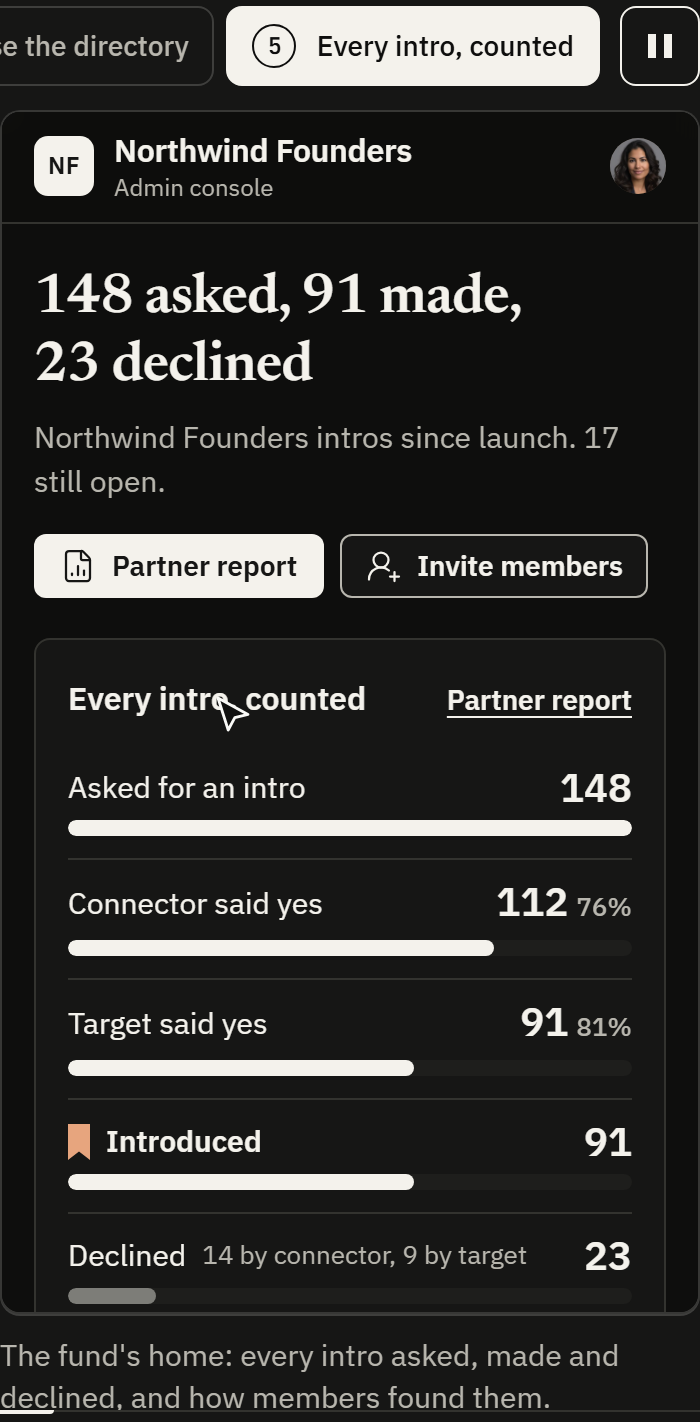 se the directory
5 Every intro, counted
NF
Northwind Founders
Admin console
148 asked, 91 made,
23 declined
Northwind Founders intros since launch. 17
still open.
Partner report
Invite members
Every intro, counted
Partner report
Asked for an intro 148
Connector said yes 112 76%
Target said yes 91 81%
Introduced 91
Declined 14 by connector, 9 by target 23
The fund's home: every intro asked, made and
declined, and how members found them.